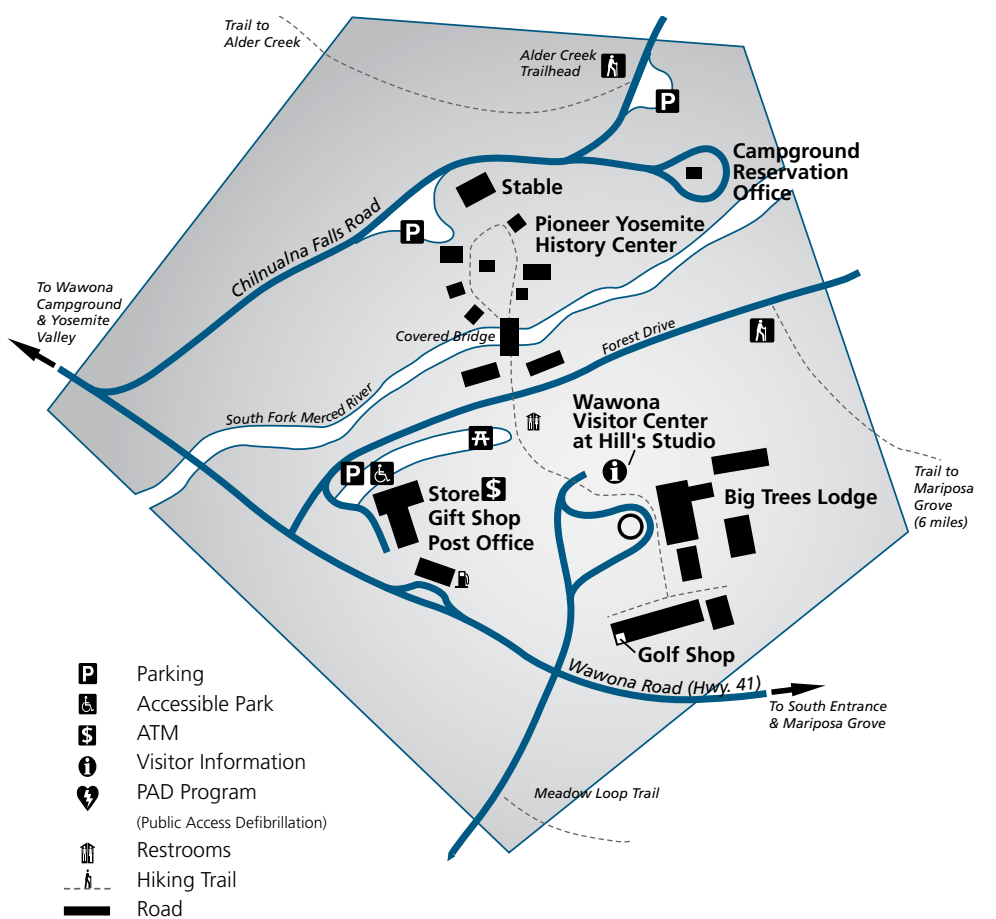 Trail to
Alder Creek
Alder Creek
Trailhead
P
Campground
Reservation
Office
Stable
Pioneer Yosemite
History Center
P
Chilnualna Falls Road
To Wawona
Campground
& Yosemite
Valley
Covered Bridge
Forest Drive
South Fork Merced River
Wawona
Visitor Center
at Hill's Studio
i
P
Store
$
Gift Shop
Post Office
Big Trees Lodge
Trail to
Mariposa
Grove
(6 miles)
Golf Shop
Wawona Road (Hwy. 41)
To South Entrance
& Mariposa Grove
Meadow Loop Trail
P Parking
Accessible Park
$ ATM
i Visitor Information
PAD Program
(Public Access Defibrillation)
Restrooms
Hiking Trail
Road